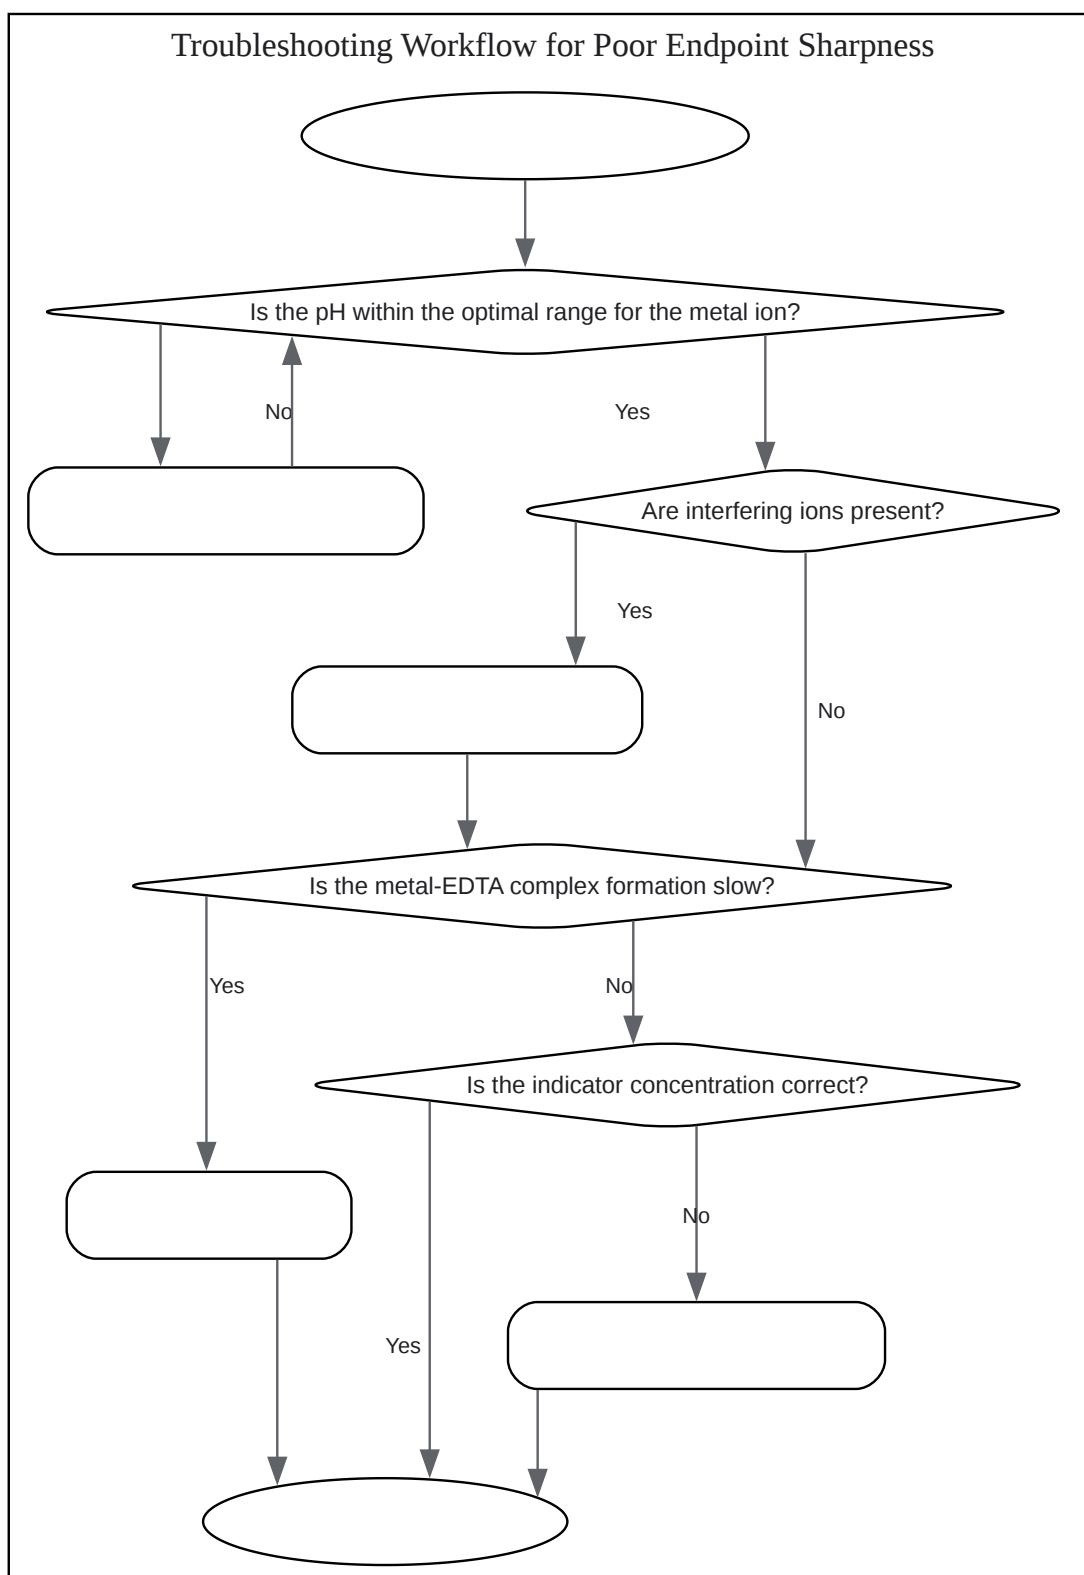 Troubleshooting Workflow for Poor Endpoint Sharpness
Is the pH within the optimal range for the metal ion?
No
Yes
Are interfering ions present?
Yes
No
Is the metal-EDTA complex formation slow?
Yes
No
Is the indicator concentration correct?
No
Yes